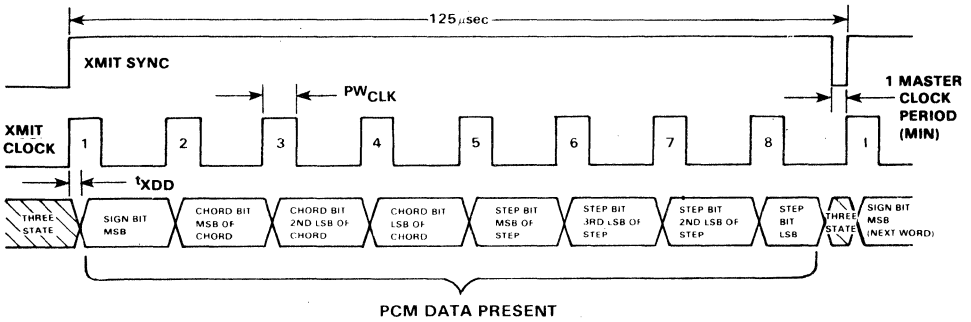 125μsec
XMIT SYNC
PWCLK
1 MASTER
CLOCK
PERIOD
(MIN)
XMIT
CLOCK
1 2 3 4 5 6 7 8 1
tXDD
THREE
STATE
SIGN BIT
MSB
CHORD BIT
MSB OF
CHORD
CHORD BIT
2ND LSB OF
CHORD
CHORD BIT
LSB OF
CHORD
STEP BIT
MSB OF
STEP
STEP BIT
3RD LSB OF
STEP
STEP BIT
2ND LSB OF
STEP
STEP
BIT
LSB
THREE
STATE
SIGN BIT
MSB
(NEXT WORD)
PCM DATA PRESENT